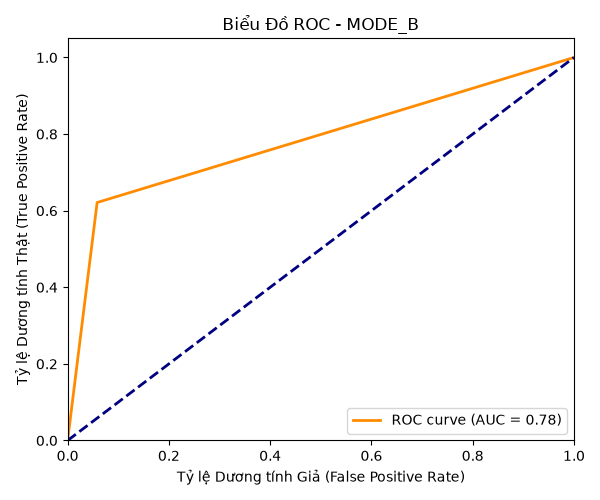 Biểu Đồ ROC - MODE_B
Tỷ lệ Dương tính Thật (True Positive Rate)
1.0
0.8
0.6
0.4
0.2
0.0
ROC curve (AUC = 0.78)
0.0 0.2 0.4 0.6 0.8 1.0
Tỷ lệ Dương tính Giả (False Positive Rate)